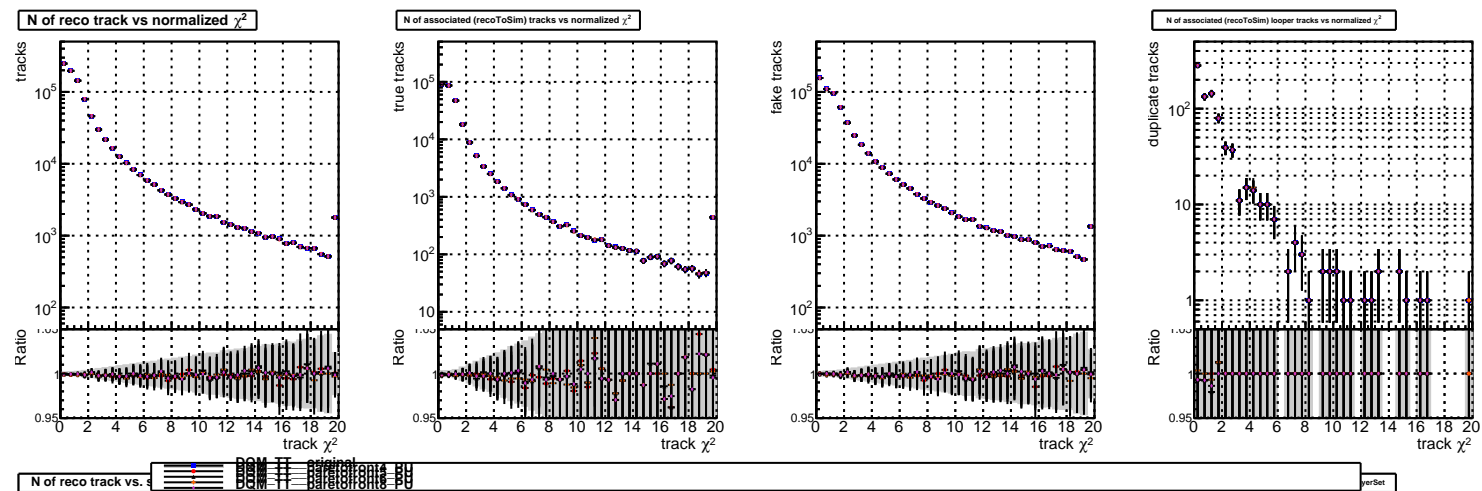 N of reco track vs normalized χ²
N of associated (recoToSim) tracks vs normalized χ²
N of associated (recoToSim) looper tracks vs normalized χ²
tracks
10⁵
10⁴
10³
10²
Ratio
1
0.95
0 2 4 6 8 10 12 14 16 18 20
track χ²
true tracks
10⁵
10⁴
10³
10²
10
Ratio
1
0.95
0 2 4 6 8 10 12 14 16 18 20
track χ²
fake tracks
10⁵
10⁴
10³
10²
Ratio
1
0.95
0 2 4 6 8 10 12 14 16 18 20
track χ²
duplicate tracks
10²
10
1
Ratio
1
0.95
0 2 4 6 8 10 12 14 16 18 20
track χ²
N of reco track vs.
yerSet